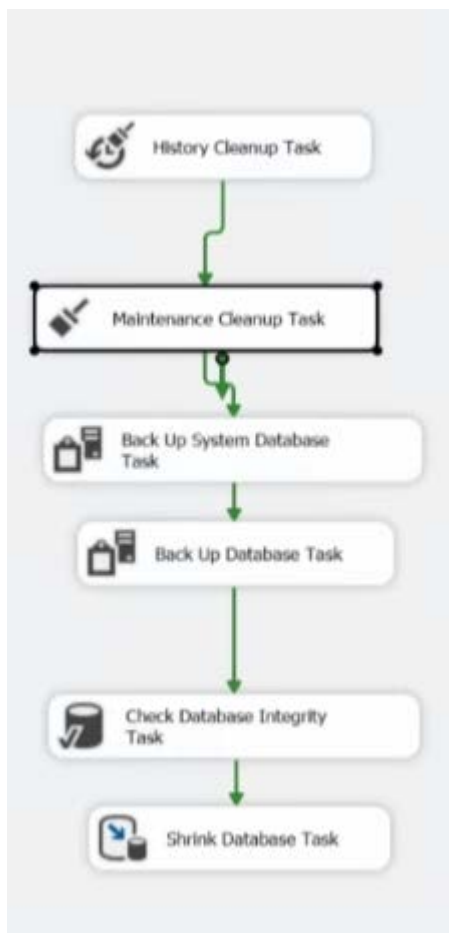 History Cleanup Task
Maintenance Cleanup Task
Back Up System Database
Task
Back Up Database Task
Check Database Integrity
Task
Shrink Database Task